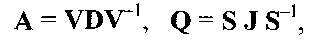 A = VDV⁻¹, Q = S J S⁻¹,